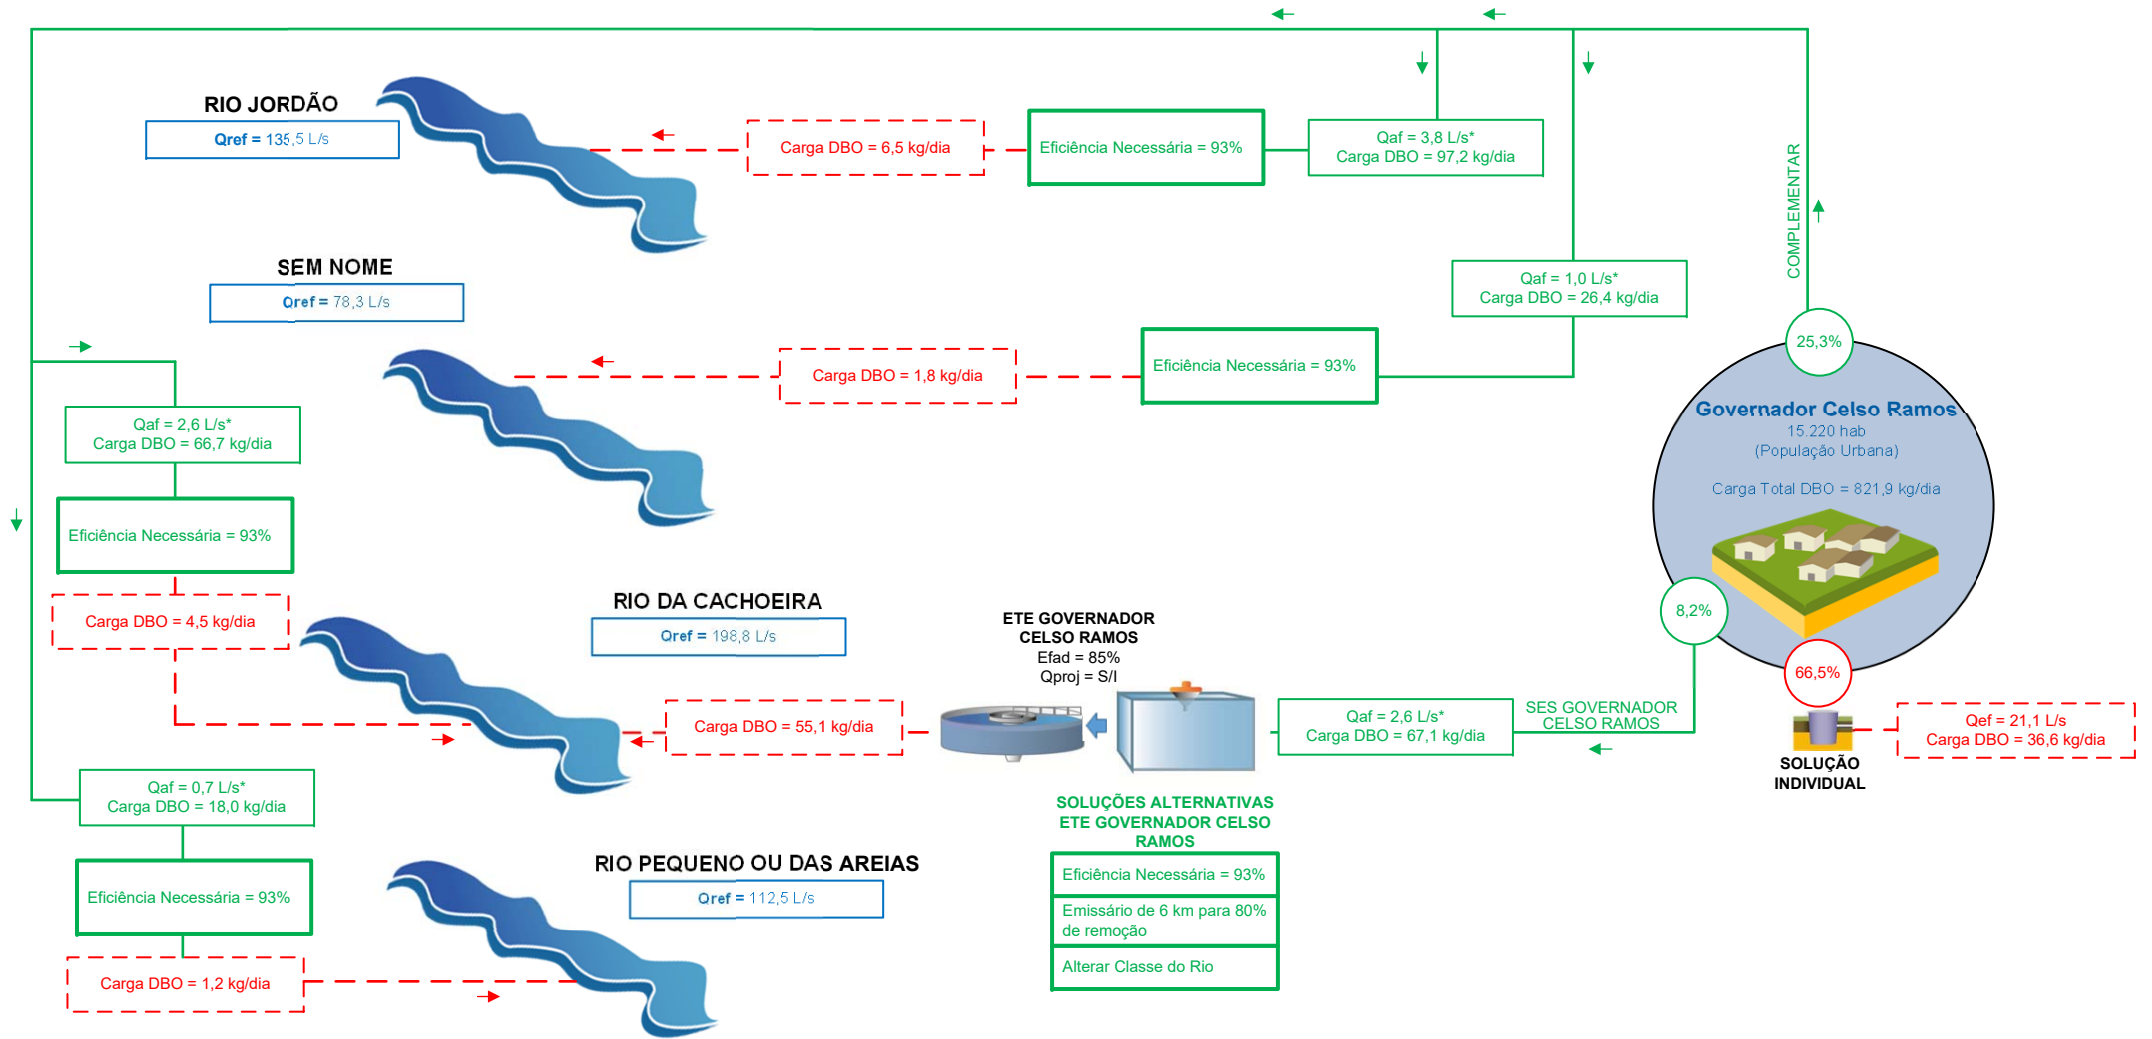 RIO JORDÃO
Qref = 135,5 L/s
Carga DBO = 6,5 kg/dia
Eficiência Necessária = 93%
Qaf = 3,8 L/s*
Carga DBO = 97,2 kg/dia
COMPLEMENTAR
SEM NOME
Qref = 78,3 L/s
Carga DBO = 1,8 kg/dia
Eficiência Necessária = 93%
Qaf = 1,0 L/s*
Carga DBO = 26,4 kg/dia
25,3%
Governador Celso Ramos
15.220 hab
(População Urbana)
Carga Total DBO = 821,9 kg/dia
8,2%
66,5%
Qaf = 2,6 L/s*
Carga DBO = 66,7 kg/dia
Eficiência Necessária = 93%
Carga DBO = 4,5 kg/dia
RIO DA CACHOEIRA
Qref = 198,8 L/s
Carga DBO = 55,1 kg/dia
ETE GOVERNADOR
CELSO RAMOS
Efad = 85%
Qproj = S/I
Qaf = 2,6 L/s*
Carga DBO = 67,1 kg/dia
SES GOVERNADOR
CELSO RAMOS
Qef = 21,1 L/s
Carga DBO = 36,6 kg/dia
SOLUÇÃO
INDIVIDUAL
Qaf = 0,7 L/s*
Carga DBO = 18,0 kg/dia
Eficiência Necessária = 93%
Carga DBO = 1,2 kg/dia
RIO PEQUENO OU DAS AREIAS
Qref = 112,5 L/s
SOLUÇÕES ALTERNATIVAS
ETE GOVERNADOR CELSO
RAMOS
Eficiência Necessária = 93%
Emissário de 6 km para 80%
de remoção
Alterar Classe do Rio